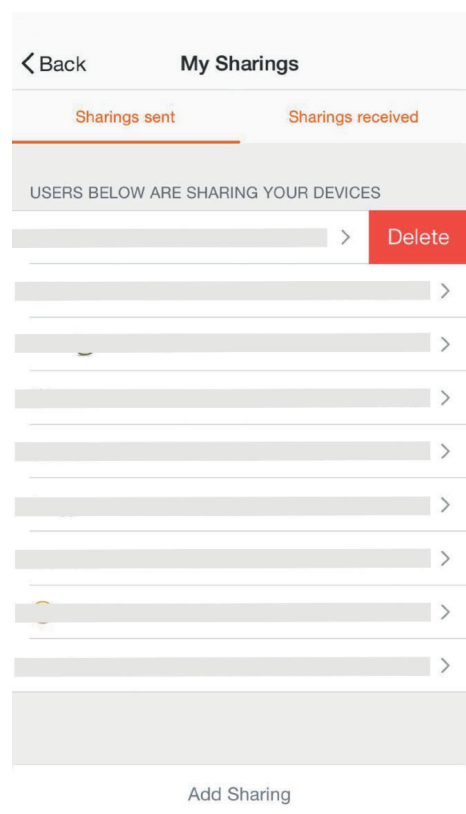 Back My Sharings
Sharings sent Sharings received
USERS BELOW ARE SHARING YOUR DEVICES
Delete
Add Sharing